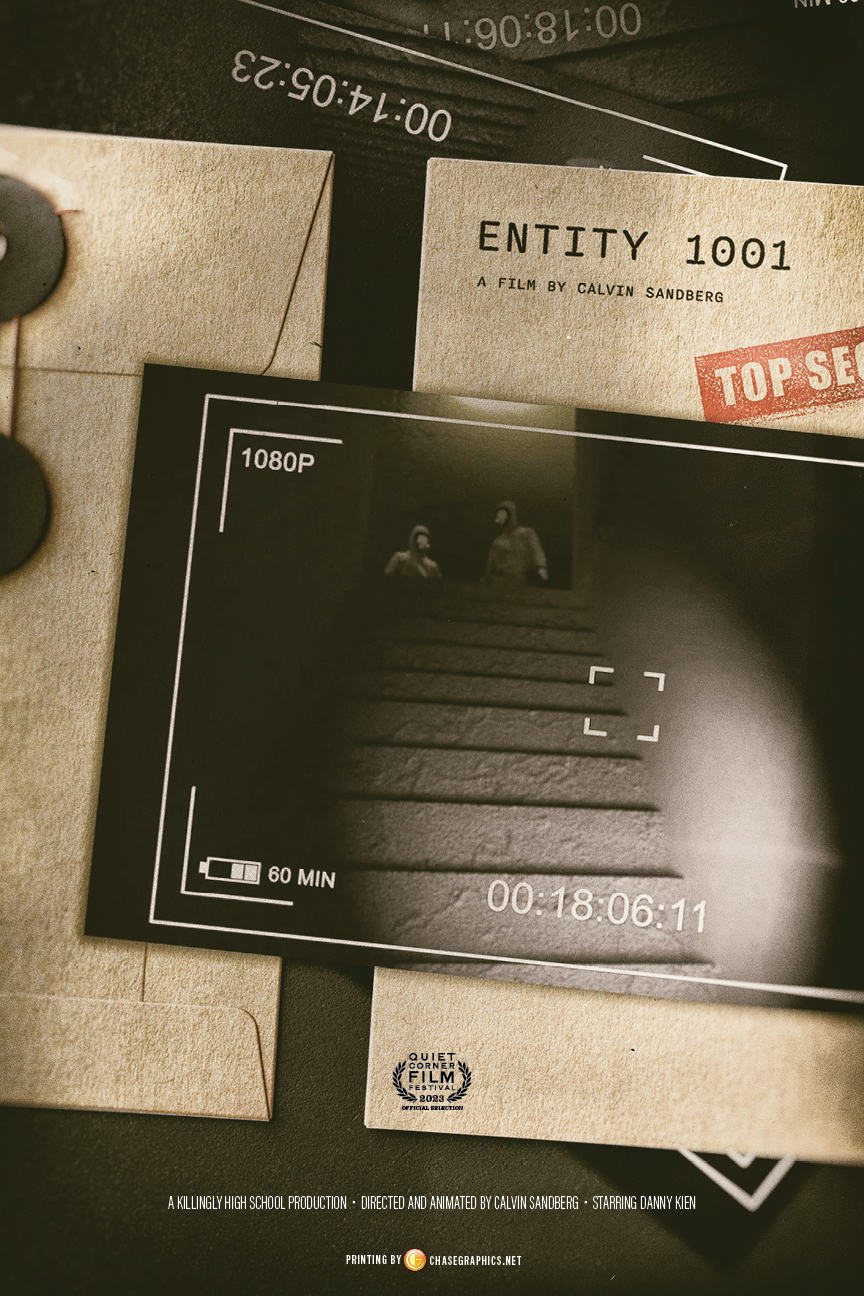 00:18:06:11
MIN
00:14:05:23
ENTITY 1001
A FILM BY CALVIN SANDBERG
TOP SEC
1080P
60 MIN
00:18:06:11
QUIET
CORNER
FILM
FESTIVAL
2023
OFFICIAL SELECTION
A KILLINGLY HIGH SCHOOL PRODUCTION • DIRECTED AND ANIMATED BY CALVIN SANDBERG • STARRING DANNY KIEN
PRINTING BY CHASEGRAPHICS.NET